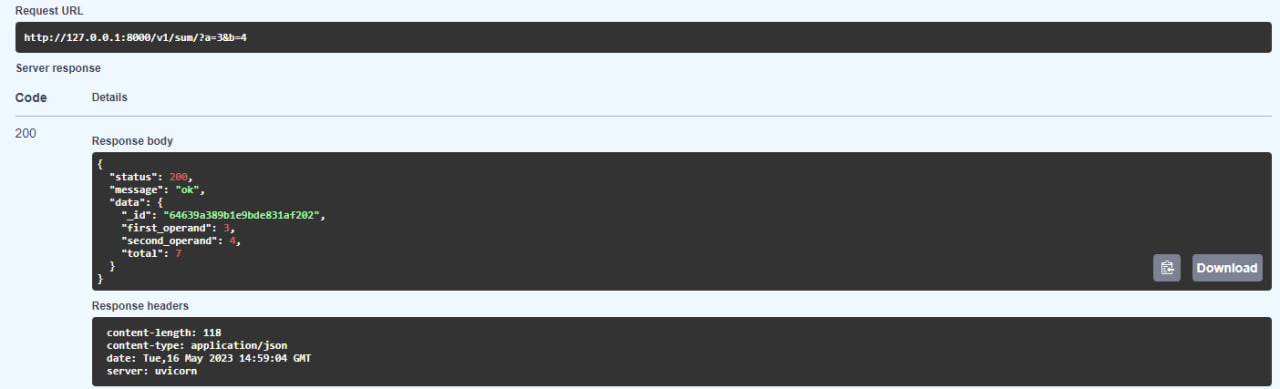 Request URL
http://127.0.0.1:8000/v1/sum/?a=3&b=4
Server response
Code Details
200
Response body
{
  "status": 200,
  "message": "ok",
  "data": {
    "_id": "64639a389b1e9bde831af202",
    "first_operand": 3,
    "second_operand": 4,
    "total": 7
  }
}
Download
Response headers
content-length: 118
content-type: application/json
date: Tue,16 May 2023 14:59:04 GMT
server: uvicorn